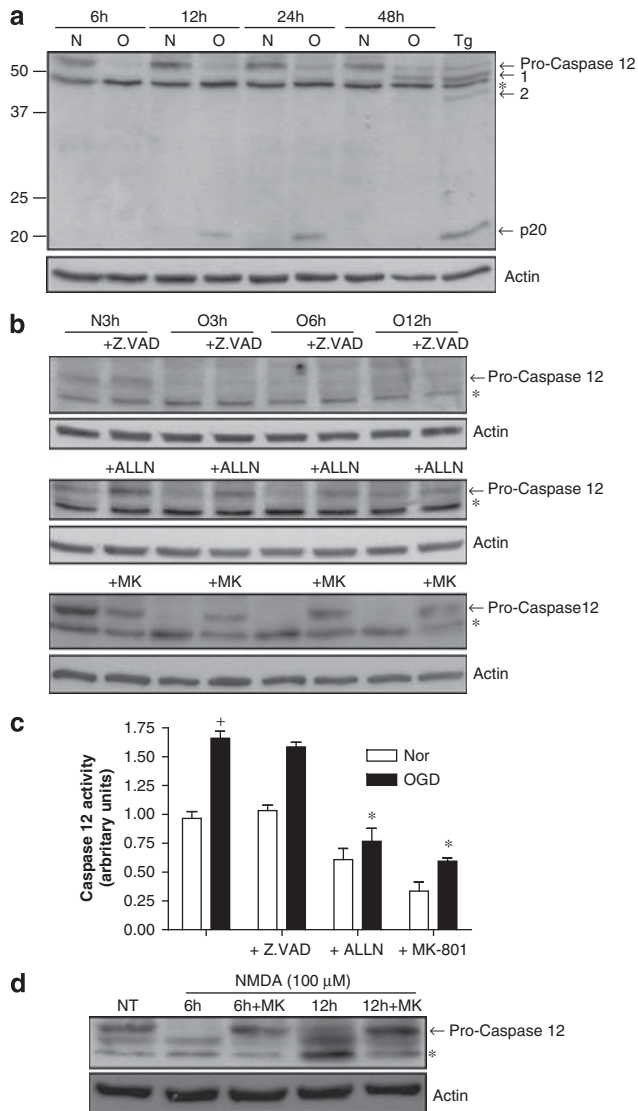 a
6h 12h 24h 48h
N O N O N O N O Tg
50
37
25
20
← Pro-Caspase 12
← 1
*
← 2
← p20
Actin
b
N3h O3h O6h O12h
+Z.VAD +Z.VAD +Z.VAD +Z.VAD
← Pro-Caspase 12
*
Actin
+ALLN +ALLN +ALLN +ALLN
← Pro-Caspase 12
*
Actin
+MK +MK +MK +MK
← Pro-Caspase12
*
Actin
c
Caspase 12 activity
(arbritary units)
1.75
1.50
1.00
0.75
0.50
0.25
0.00
+
*
*
Nor
OGD
+ Z.VAD + ALLN + MK-801
d
NMDA (100 µM)
NT 6h 6h+MK 12h 12h+MK
← Pro-Caspase 12
*
Actin